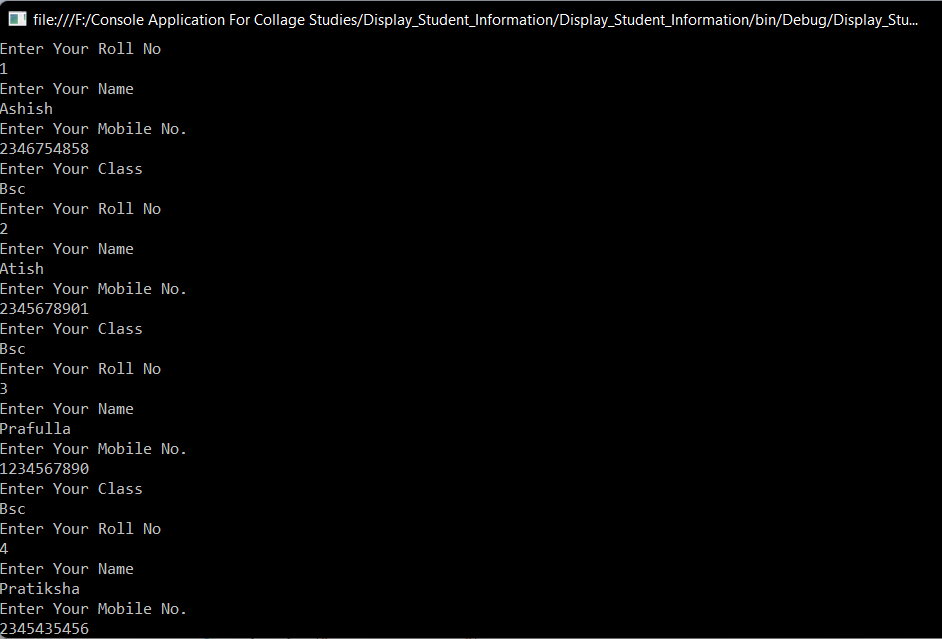 file:///F:/Console Application For Collage Studies/Display_Student_Information/Display_Student_Information/bin/Debug/Display_Stu...
Enter Your Roll No
1
Enter Your Name
Ashish
Enter Your Mobile No.
2346754858
Enter Your Class
Bsc
Enter Your Roll No
2
Enter Your Name
Atish
Enter Your Mobile No.
2345678901
Enter Your Class
Bsc
Enter Your Roll No
3
Enter Your Name
Prafulla
Enter Your Mobile No.
1234567890
Enter Your Class
Bsc
Enter Your Roll No
4
Enter Your Name
Pratiksha
Enter Your Mobile No.
2345435456